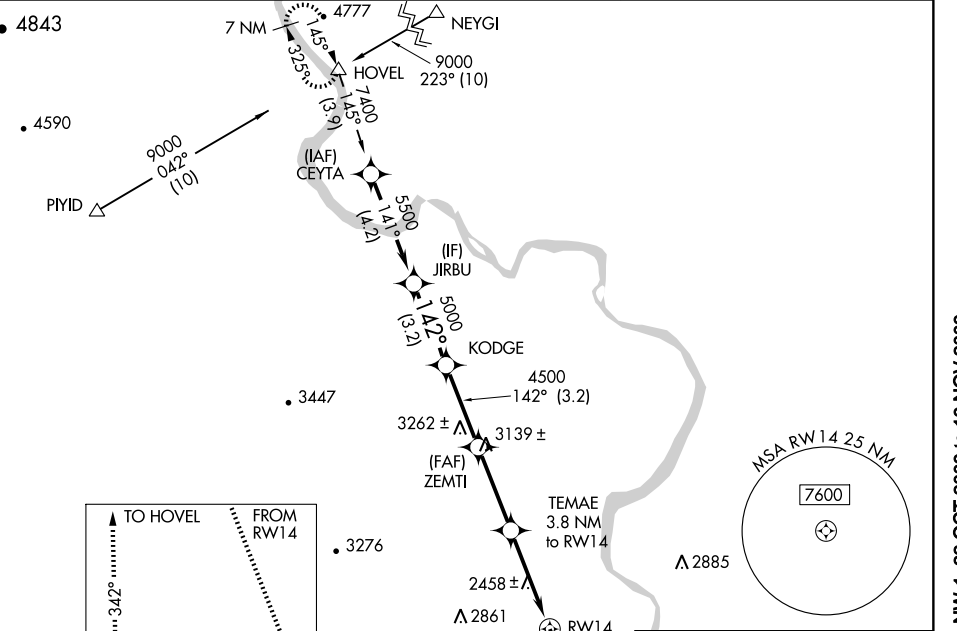 4843
4777
7 NM
145°
325°
NEYGI
HOVEL
9000
223° (10)
7400
145°
(3.9)
4590
9000
042°
(10)
(IAF)
CEYTA
PIYID
5500
141°
(4.2)
(IF)
JIRBU
5000
142°
(3.2)
KODGE
4500
142° (3.2)
3447
3262 ±
3139 ±
(FAF)
ZEMTI
MSA RW14 25 NM
7600
TEMAE
3.8 NM
to RW14
TO HOVEL
FROM
RW14
342°
3276
2885
2458 ±
2861
RW14